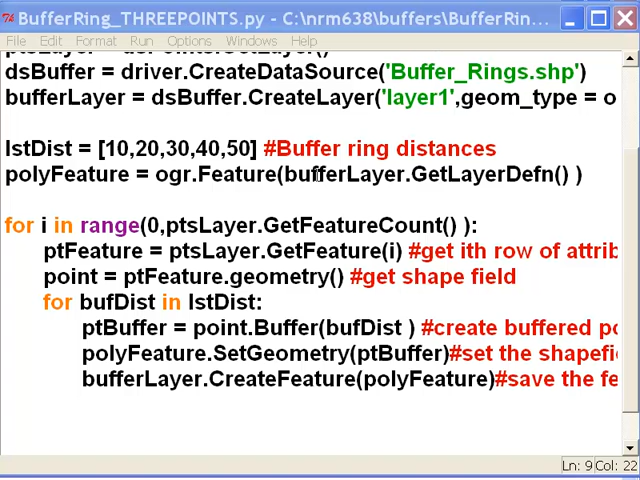 BufferRing_THREEPOINTS.py - C:\nrm638\buffers\BufferRin...
File Edit Format Run Options Windows Help
dsBuffer = driver.CreateDataSource('Buffer_Rings.shp')
bufferLayer = dsBuffer.CreateLayer('layer1',geom_type = o
lstDist = [10,20,30,40,50] #Buffer ring distances
polyFeature = ogr.Feature(bufferLayer.GetLayerDefn() )
for i in range(0,ptsLayer.GetFeatureCount() ):
ptFeature = ptsLayer.GetFeature(i) #get ith row of attrib
point = ptFeature.geometry() #get shape field
for bufDist in lstDist:
ptBuffer = point.Buffer(bufDist ) #create buffered po
polyFeature.SetGeometry(ptBuffer)#set the shapefi
bufferLayer.CreateFeature(polyFeature)#save the fe
Ln: 9 Col: 22